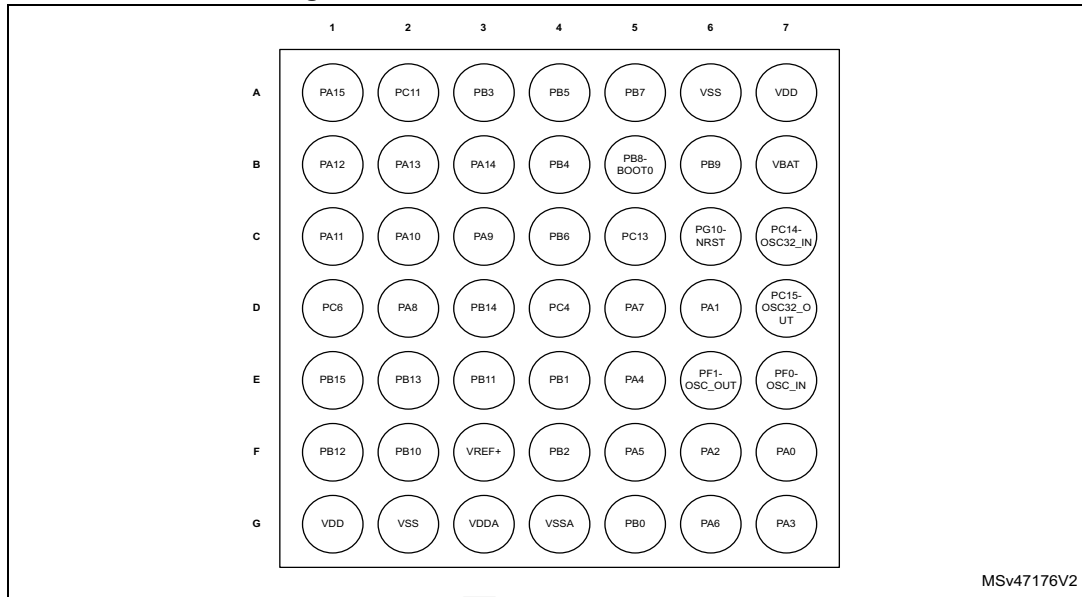 1 2 3 4 5 6 7
A PA15 PC11 PB3 PB5 PB7 VSS VDD
B PA12 PA13 PA14 PB4 PB8-
BOOT0 PB9 VBAT
C PA11 PA10 PA9 PB6 PC13 PG10-
NRST PC14-
OSC32_IN
D PC6 PA8 PB14 PC4 PA7 PA1 PC15-
OSC32_O
UT
E PB15 PB13 PB11 PB1 PA4 PF1-
OSC_OUT PF0-
OSC_IN
F PB12 PB10 VREF+ PB2 PA5 PA2 PA0
G VDD VSS VDDA VSSA PB0 PA6 PA3
MSv47176V2